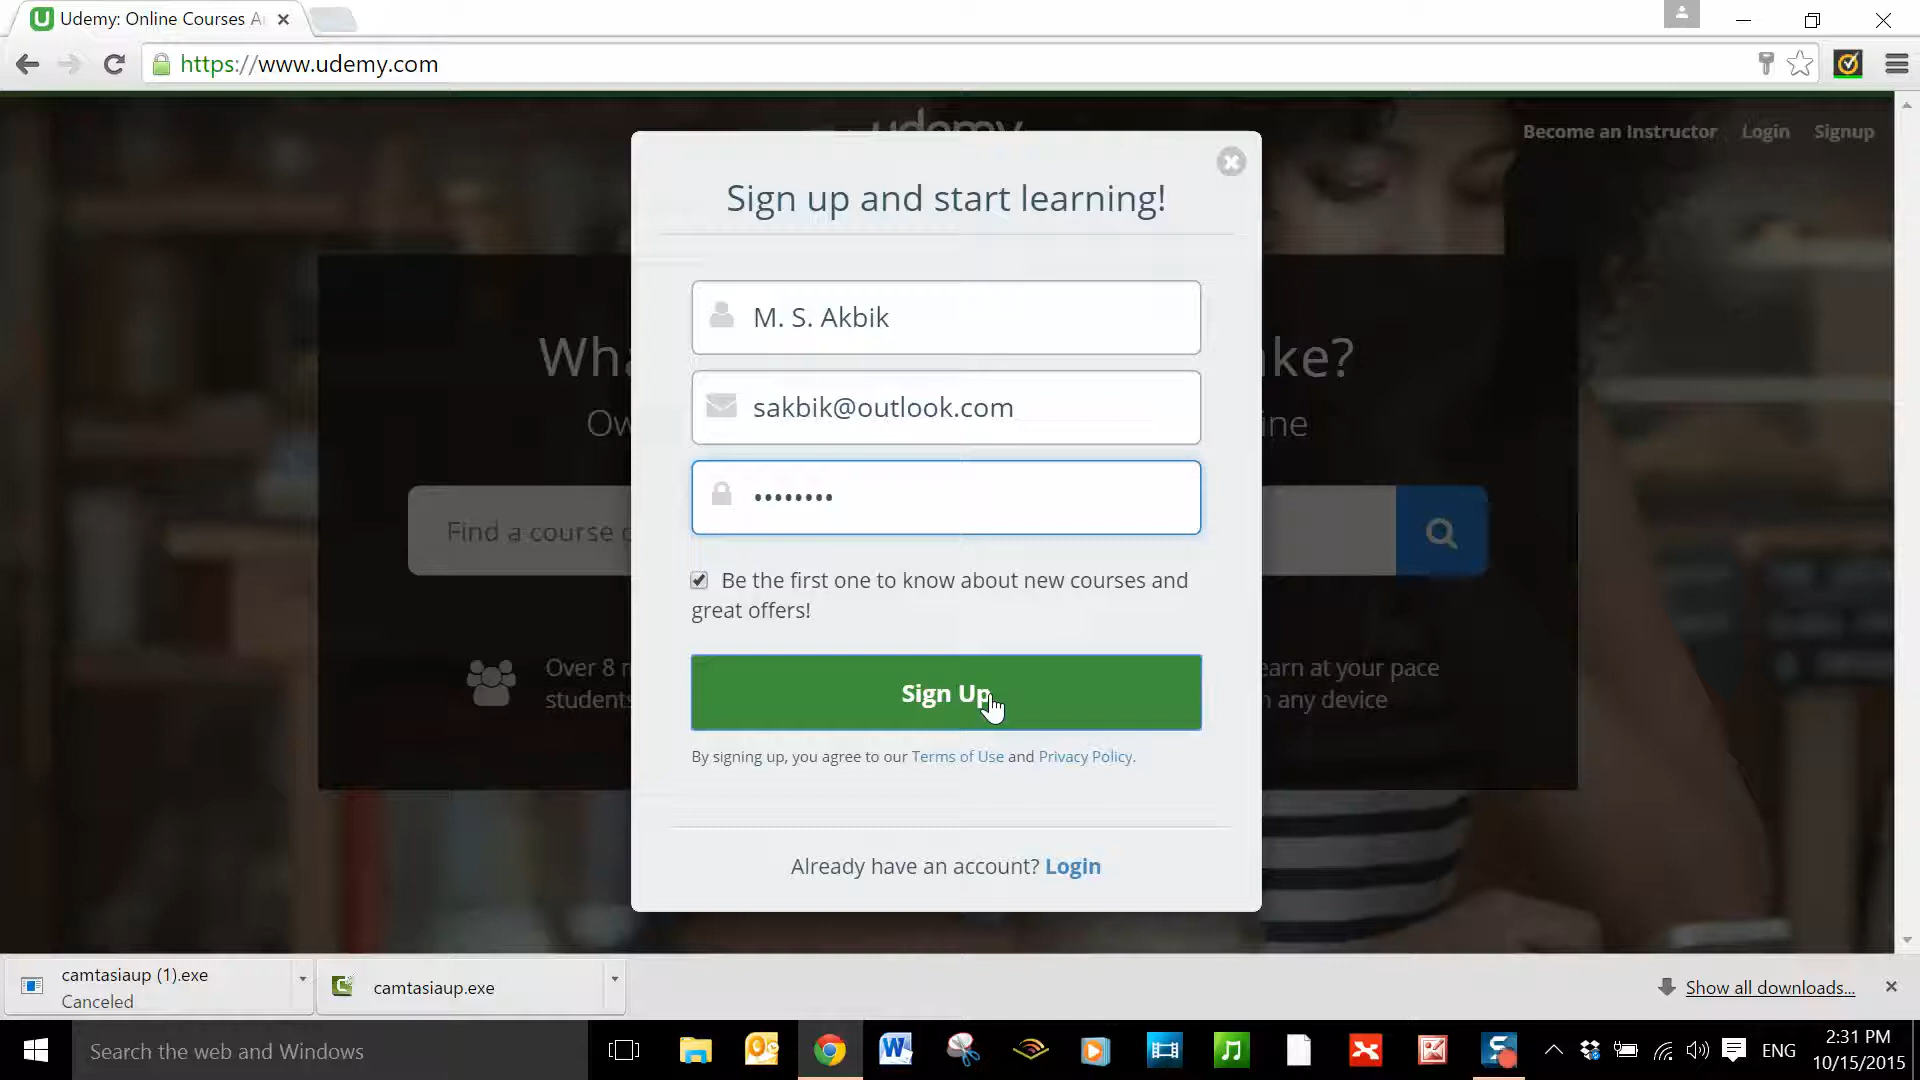 Udemy: Online Courses A
https://www.udemy.com
udemy
Become an Instructor Login Signup
Sign up and start learning!
M. S. Akbik
Wha
ke?
sakbik@outlook.com
Ow
ine
••••••••
Find a course o
Be the first one to know about new courses and
great offers!
Over 8 m
students
earn at your pace
n any device
Sign Up
By signing up, you agree to our Terms of Use and Privacy Policy.
Already have an account? Login
camtasiaup (1).exe
Canceled
camtasiaup.exe
Show all downloads...
Search the web and Windows
ENG
2:31 PM
10/15/2015